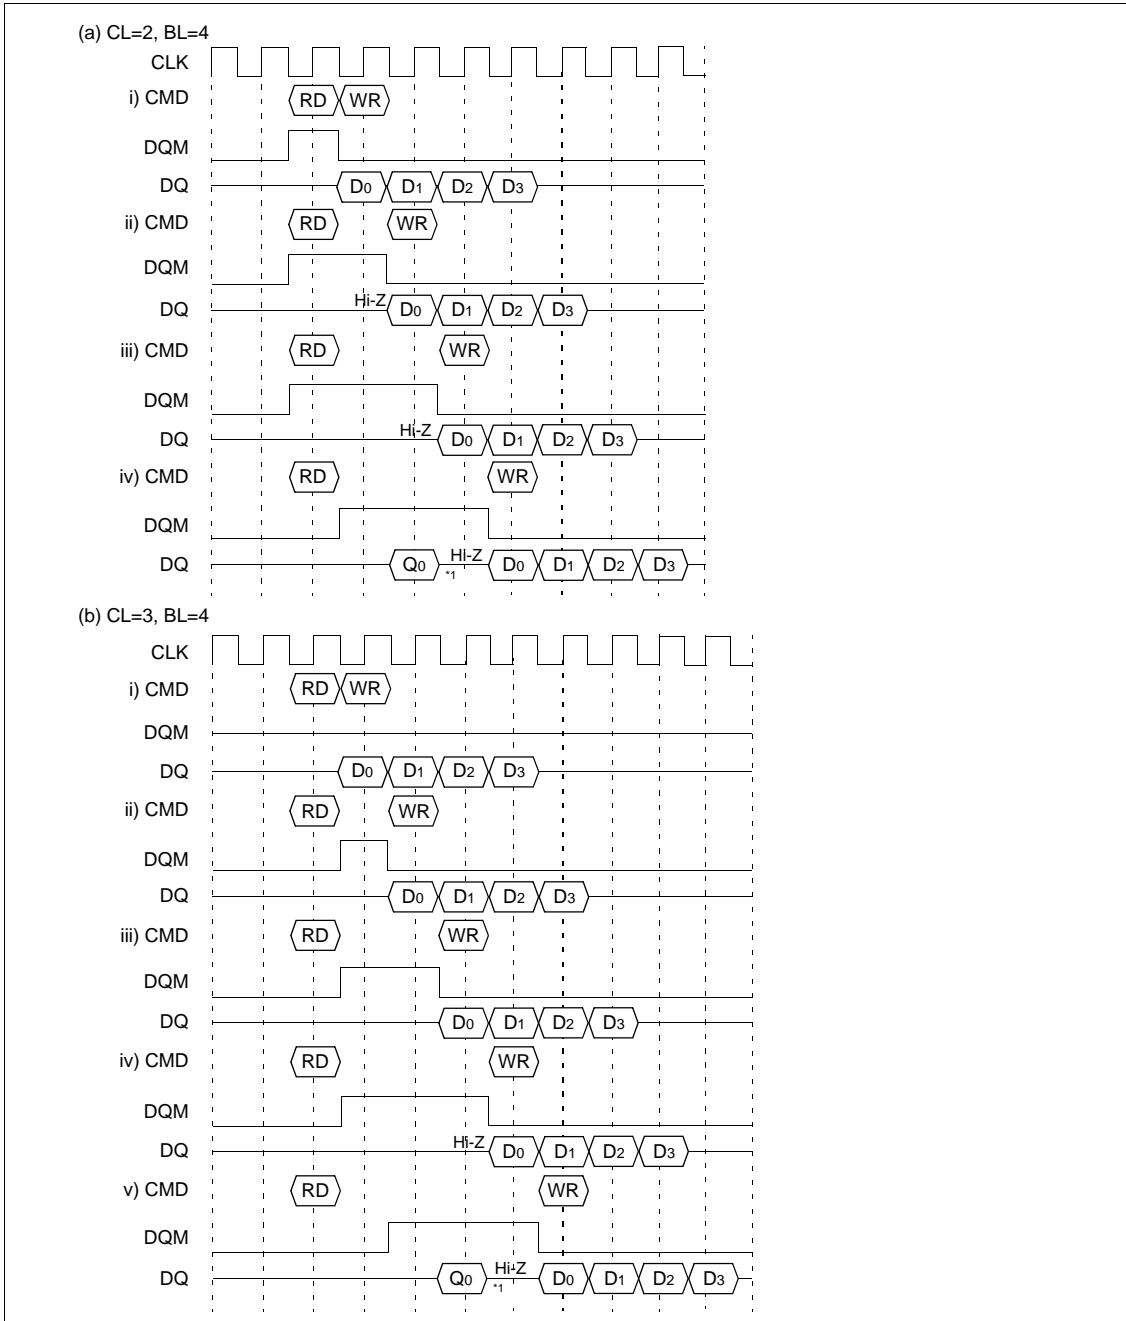 (a) CL=2, BL=4
CLK
i) CMD RD WR
DQM
DQ D0 D1 D2 D3
ii) CMD RD WR
DQM
DQ Hi-Z D0 D1 D2 D3
iii) CMD RD WR
DQM
DQ Hi-Z D0 D1 D2 D3
iv) CMD RD WR
DQM
DQ Q0 Hi-Z *1 D0 D1 D2 D3
(b) CL=3, BL=4
CLK
i) CMD RD WR
DQM
DQ D0 D1 D2 D3
ii) CMD RD WR
DQM
DQ D0 D1 D2 D3
iii) CMD RD WR
DQM
DQ D0 D1 D2 D3
iv) CMD RD WR
DQM
DQ Hi-Z D0 D1 D2 D3
v) CMD RD WR
DQM
DQ Q0 Hi-Z *1 D0 D1 D2 D3